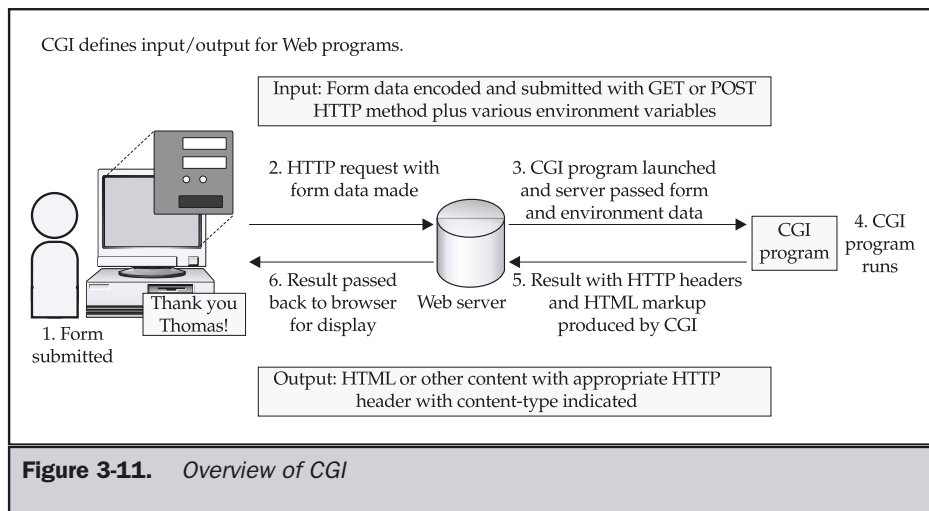 CGI defines input/output for Web programs.
Input: Form data encoded and submitted with GET or POST
HTTP method plus various environment variables
2. HTTP request with
form data made
3. CGI program launched
and server passed form
and environment data
CGI
program
4. CGI
program
runs
Thank you
Thomas!
1. Form
submitted
6. Result passed
back to browser
for display
Web server
5. Result with HTTP headers
and HTML markup
produced by CGI
Output: HTML or other content with appropriate HTTP
header with content-type indicated
Figure 3-11. Overview of CGI